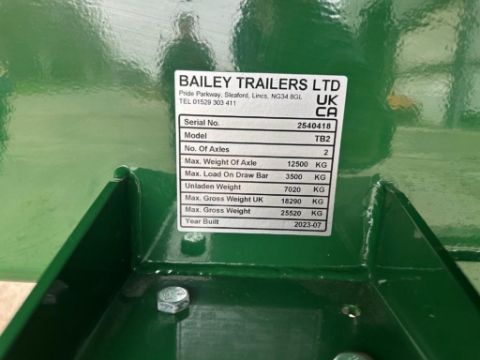 BAILEY TRAILERS LTD
Pride Parkway, Sleaford, Lincs, NG34 8GL
TEL 01529 303 411
UK
CA
Serial No. 2540418
Model TB2
No. Of Axles 2
Max. Weight Of Axle 12500 KG
Max. Load On Draw Bar 3500 KG
Unladen Weight 7020 KG
Max. Gross Weight UK 18290 KG
Max. Gross Weight 25520 KG
Year Built 2023-07